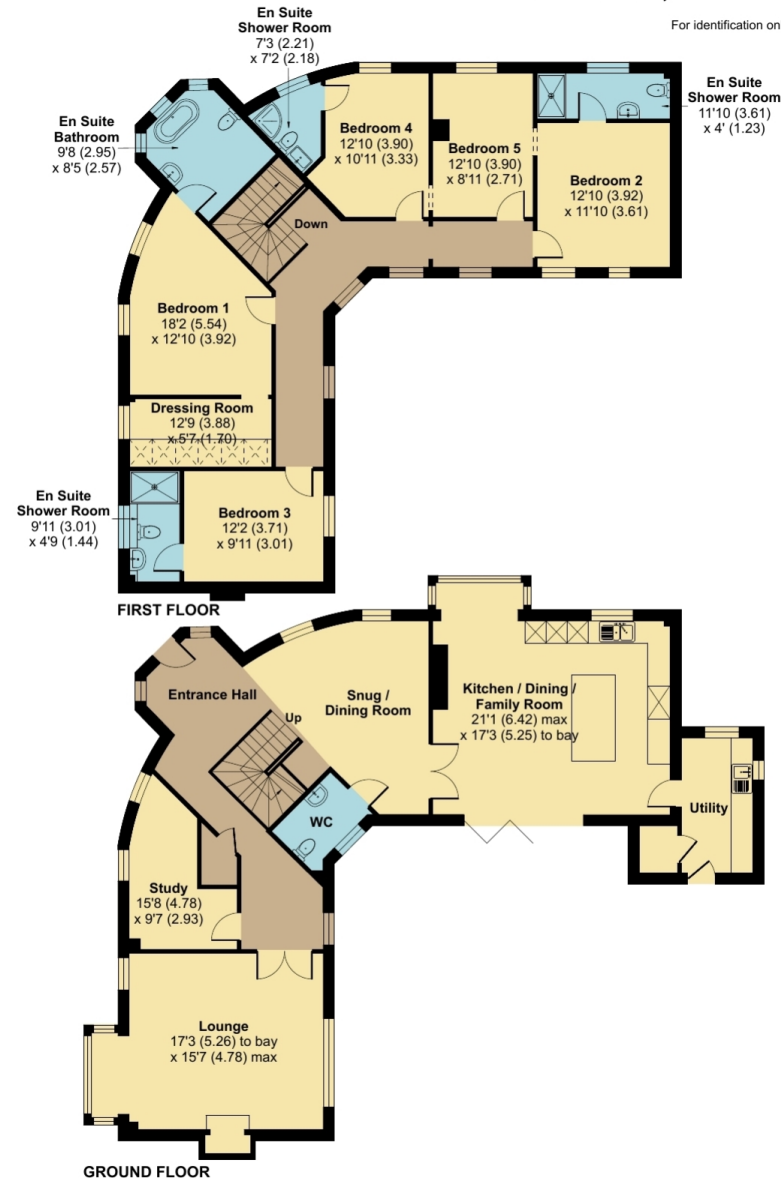 For identification on
En Suite
Shower Room
7'3 (2.21)
x 7'2 (2.18)
En Suite
Bathroom
9'8 (2.95)
x 8'5 (2.57)
Bedroom 4
12'10 (3.90)
x 10'11 (3.33)
Bedroom 5
12'10 (3.90)
x 8'11 (2.71)
En Suite
Shower Room
11'10 (3.61)
x 4' (1.23)
Bedroom 2
12'10 (3.92)
x 11'10 (3.61)
Down
Bedroom 1
18'2 (5.54)
x 12'10 (3.92)
Dressing Room
12'9 (3.88)
x 5'7 (1.70)
En Suite
Shower Room
9'11 (3.01)
x 4'9 (1.44)
Bedroom 3
12'2 (3.71)
x 9'11 (3.01)
FIRST FLOOR
Entrance Hall
Up
Snug /
Dining Room
Kitchen / Dining /
Family Room
21'1 (6.42) max
x 17'3 (5.25) to bay
WC
Utility
Study
15'8 (4.78)
x 9'7 (2.93)
Lounge
17'3 (5.26) to bay
x 15'7 (4.78) max
GROUND FLOOR